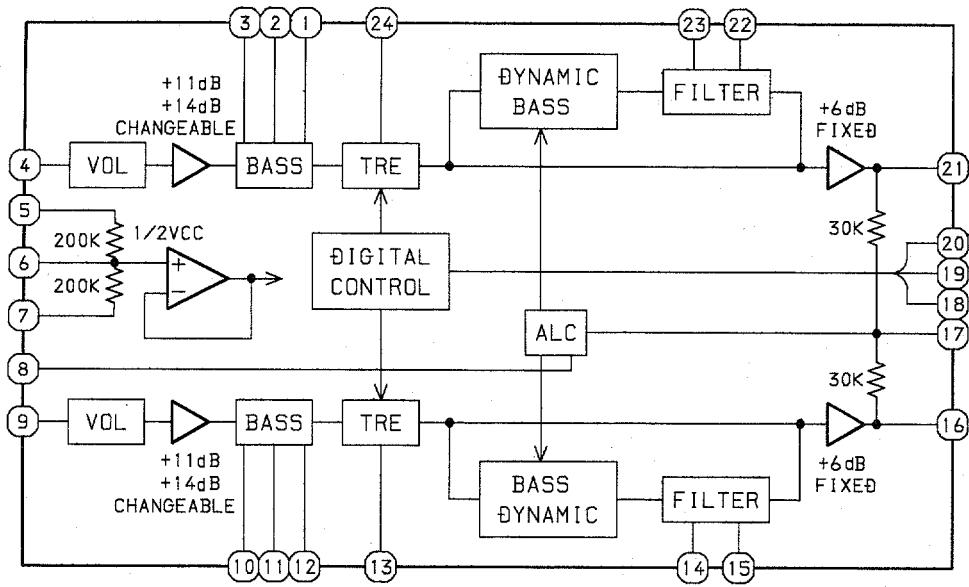 3
2
1
24
23
22
+11dB
+14dB
CHANGEABLE
DYNAMIC
BASS
FILTER
+6dB
FIXED
4
VOL
BASS
TRE
21
5
200K
1/2VCC
30K
6
+
-
200K
DIGITAL
CONTROL
20
19
18
7
ALC
17
8
30K
9
VOL
BASS
TRE
16
+11dB
+14dB
CHANGEABLE
BASS
DYNAMIC
FILTER
+6dB
FIXED
10
11
12
13
14
15